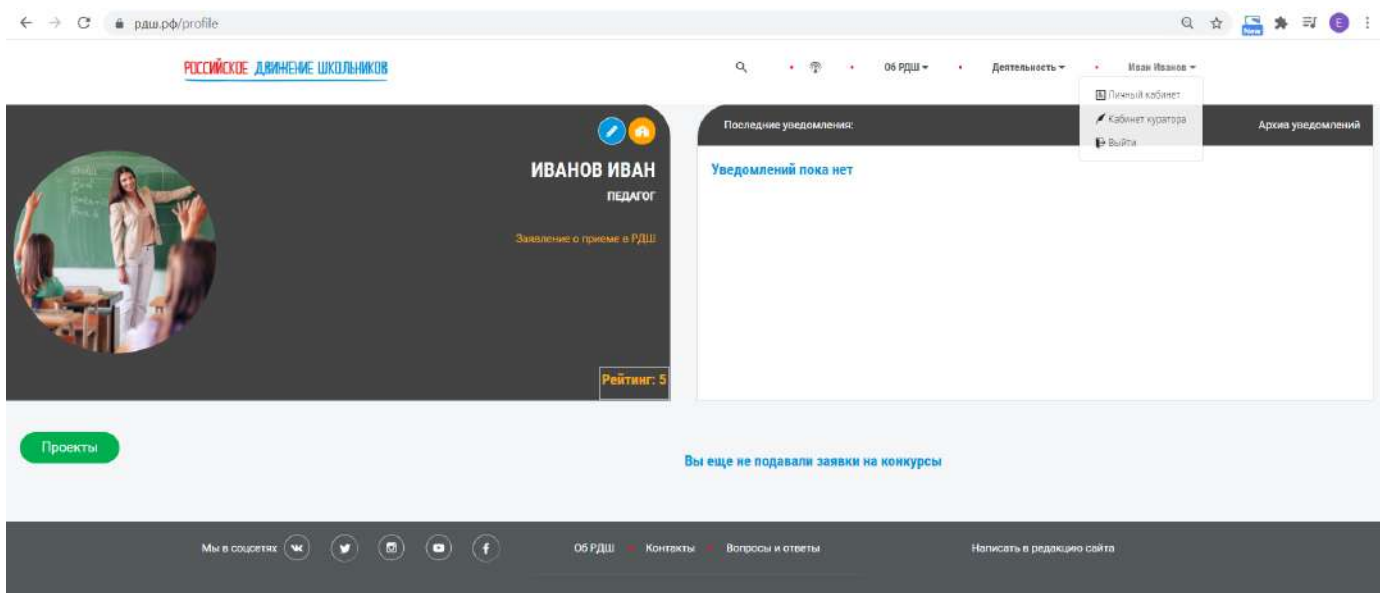 рдш.рф/profile
New
E
РОССИЙСКОЕ ДВИЖЕНИЕ ШКОЛЬНИКОВ
Об РДШ
Деятельность
Иван Иванов
Личный кабинет
Кабинет куратора
Выйти
ИВАНОВ ИВАН
ПЕДАГОГ
Заявление о приеме в РДШ
Рейтинг: 5
Последние уведомления:
Архив уведомлений
Уведомлений пока нет
Проекты
Вы еще не подавали заявки на конкурсы
Мы в соцсетях
Об РДШ
Контакты
Вопросы и ответы
Написать в редакцию сайта